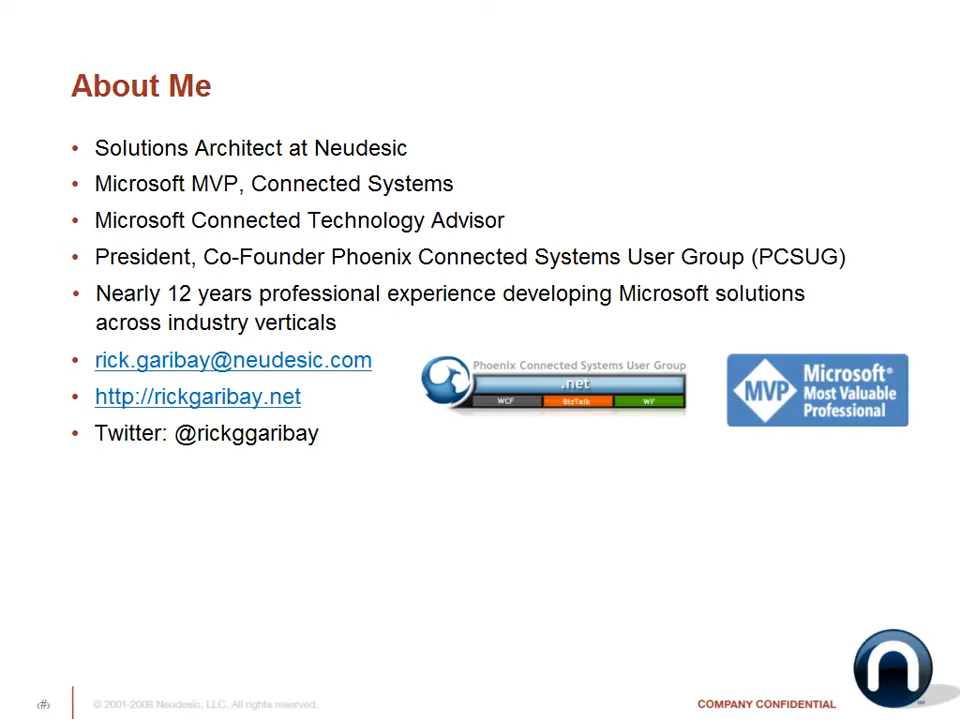 About Me
• Solutions Architect at Neudesic
• Microsoft MVP, Connected Systems
• Microsoft Connected Technology Advisor
• President, Co-Founder Phoenix Connected Systems User Group (PCSUG)
• Nearly 12 years professional experience developing Microsoft solutions
across industry verticals
• rick.garibay@neudesic.com
• http://rickgaribay.net
• Twitter: @rickggaribay
Phoenix Connected Systems User Group
.net
WCF BizTalk WF
MVP
Microsoft®
Most Valuable
Professional
‹#›
© 2001-2008 Neudesic, LLC. All rights reserved.
COMPANY CONFIDENTIAL
n